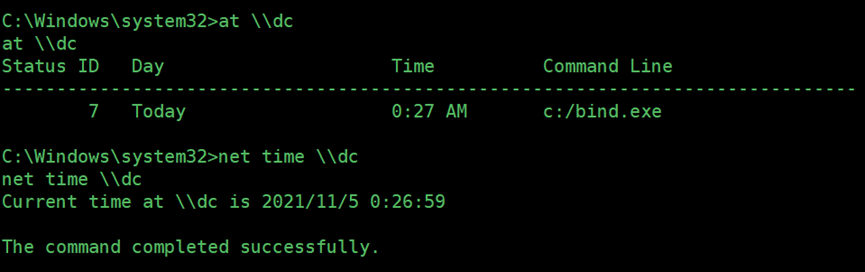 C:\Windows\system32>at \\dc
at \\dc
Status ID   Day                     Time          Command Line
-------------------------------------------------------------------------------
        7   Today                   0:27 AM       c:/bind.exe
C:\Windows\system32>net time \\dc
net time \\dc
Current time at \\dc is 2021/11/5 0:26:59
The command completed successfully.